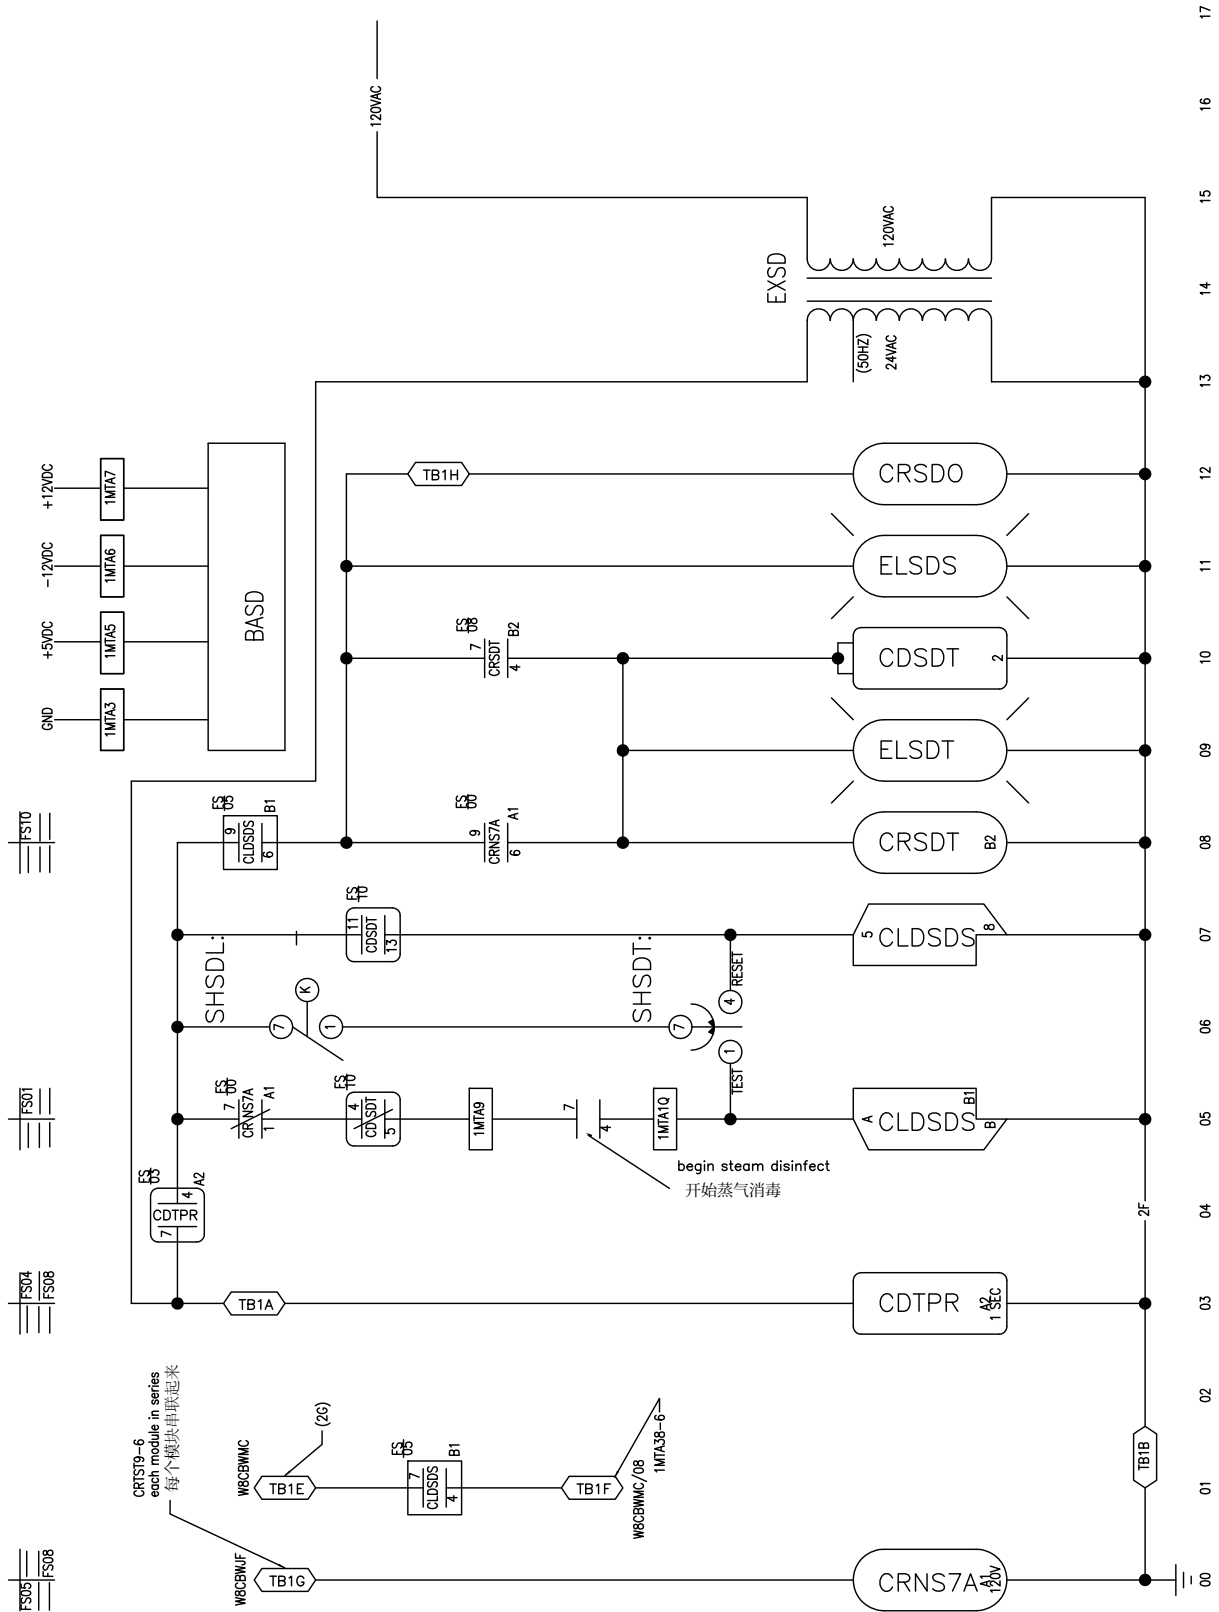 17
16
15
14
13
12
11
10
09
08
07
06
05
04
03
02
01
00
120VAC
EXSD
120VAC
(50HZ)
24VAC
+12VDC
1MTA7
-12VDC
1MTA6
+5VDC
1MTA5
GND
1MTA3
BASD
TB1H
CRSDO
ELSDS
FS
08
7
CRSDT
4
B2
CDSDT
2
ELSDT
FS10
FS
05
9
CLDSDS
6
B1
FS
00
9
CRNS7A
6
A1
CRSDT
B2
SHSDL:
FS
10
11
CDSDT
13
5
CLDSDS
8
7
K
1
SHSDT:
7
4
RESET
1
TEST
FS01
FS
00
7
CRNS7A
1
A1
FS
10
4
CDSDT
5
1MTA9
7
4
1MTA1Q
begin steam disinfect
开始蒸气消毒
A
CLDSDS
B
B1
FS
03
4
CDTPR
7
A2
2F
FS04
FS08
TB1A
CDTPR
A2
1 SEC
CRTST9-6
each module in series
每个模块串联起来
W8CBWMC
TB1E
(2G)
FS
05
7
CLDSDS
4
B1
TB1F
W8CBWMC/08
1MTA38-6
TB1B
FS05
FS08
W8CBWJF
TB1G
CRNS7A
A1
120V